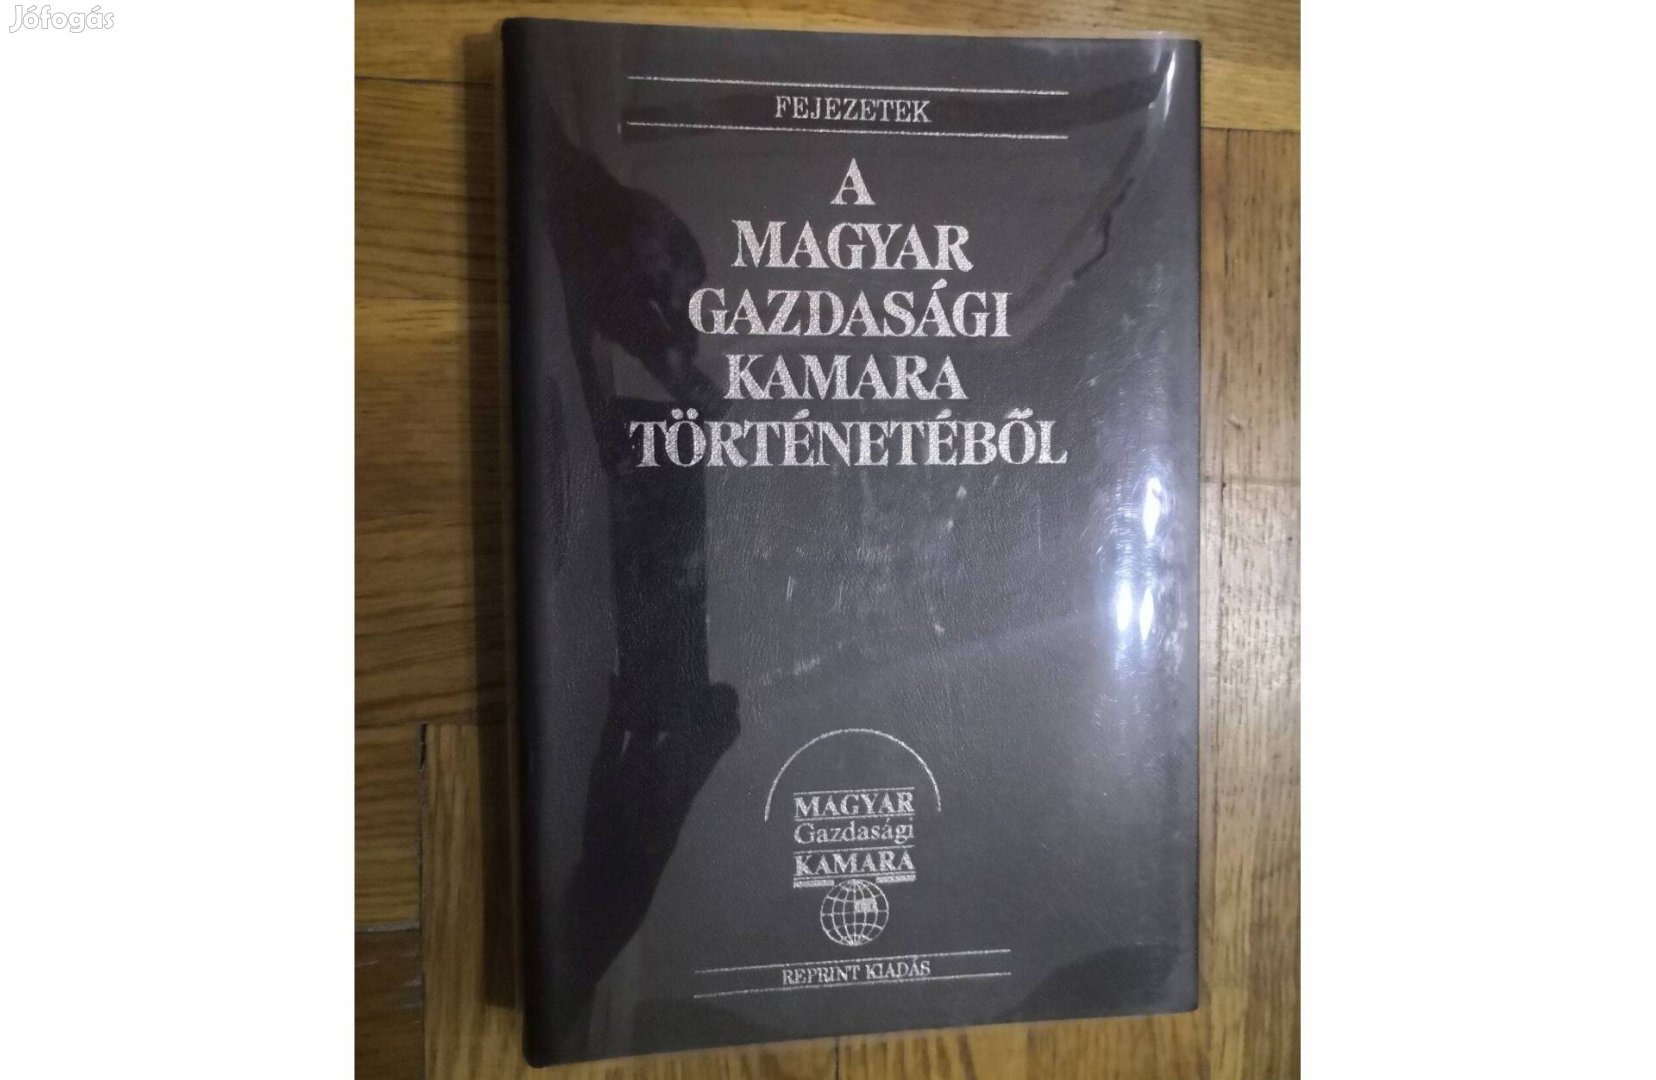 Jófogás
FEJEZETEK
A
MAGYAR
GAZDASÁGI
KAMARA
TÖRTÉNETÉBŐL
MAGYAR
Gazdasági
KAMARA
REPRINT KIADÁS